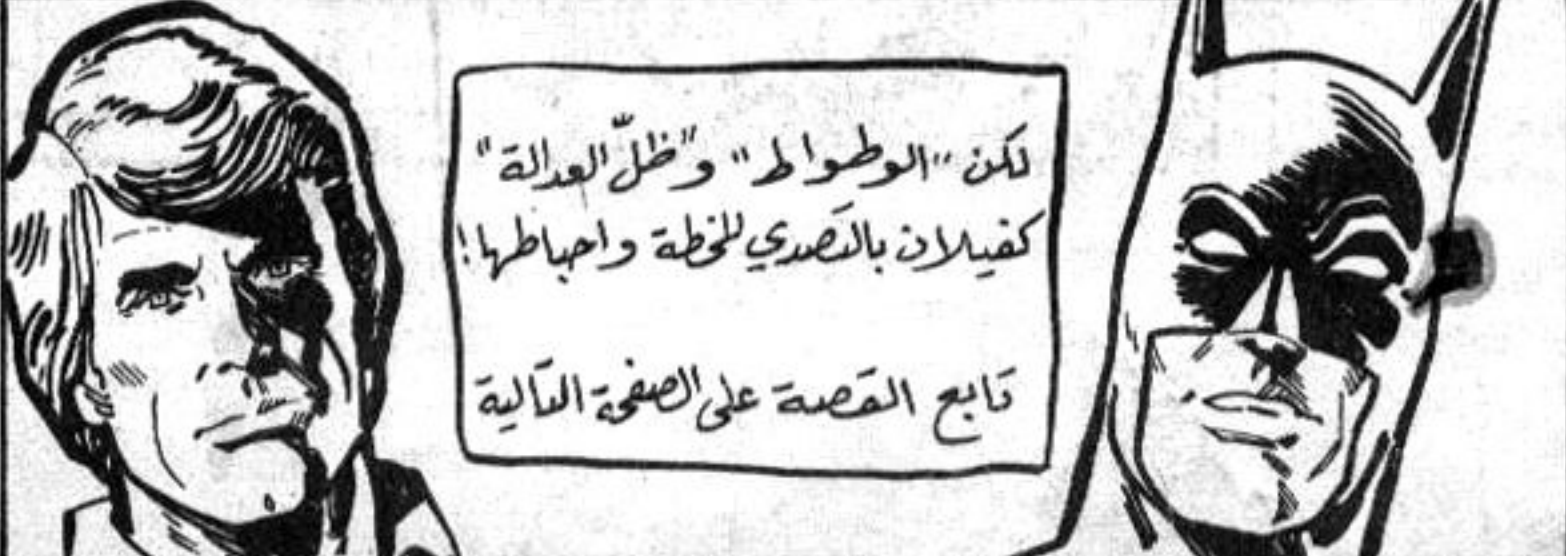 لكن "الوطواط" و"ظلّ العدالة"
كفيلان بالتصدي للخطة واحباطها!
تابع القصة على الصفحة التالية